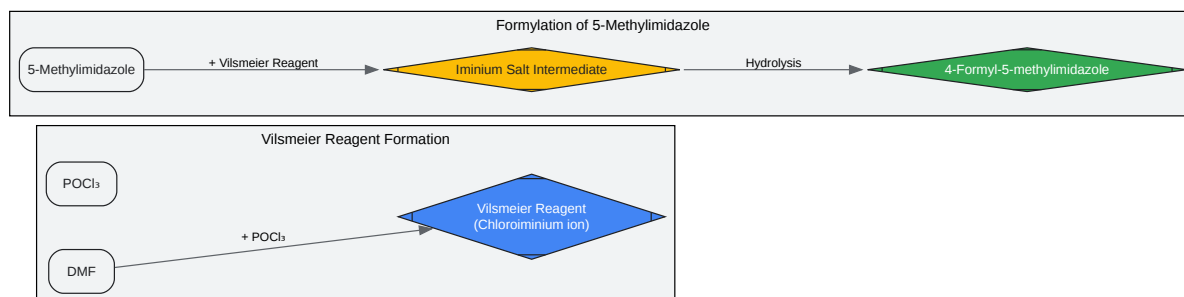 Formylation of 5-Methylimidazole
5-Methylimidazole
+ Vilsmeier Reagent
Iminium Salt Intermediate
Hydrolysis
4-Formyl-5-methylimidazole
Vilsmeier Reagent Formation
POCl₃
DMF
+ POCl₃
Vilsmeier Reagent
(Chloroiminium ion)